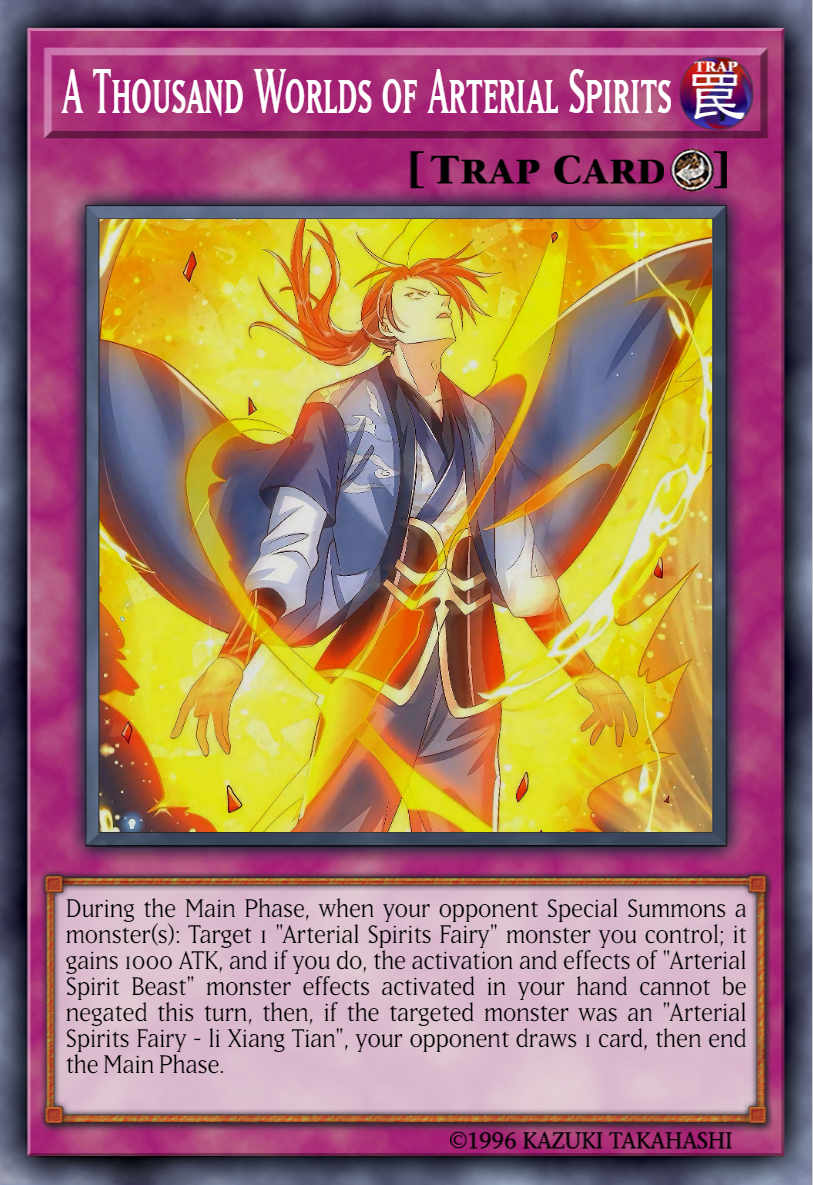 A Thousand Worlds of Arterial Spirits
TRAP
罠
[Trap Card]
During the Main Phase, when your opponent Special Summons a
monster(s): Target 1 "Arterial Spirits Fairy" monster you control; it
gains 1000 ATK, and if you do, the activation and effects of "Arterial
Spirit Beast" monster effects activated in your hand cannot be
negated this turn, then, if the targeted monster was an "Arterial
Spirits Fairy - li Xiang Tian", your opponent draws 1 card, then end
the Main Phase.
©1996 KAZUKI TAKAHASHI